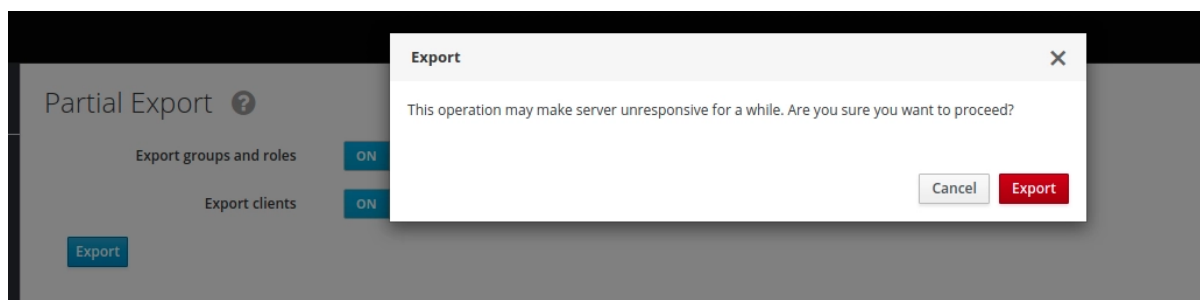 Export
This operation may make server unresponsive for a while. Are you sure you want to proceed?
Cancel Export
Partial Export
Export groups and roles ON
Export clients ON
Export